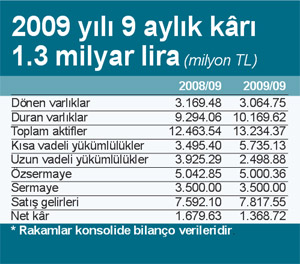 2009 yılı 9 aylık kârı
1.3 milyar lira (milyon TL)
2008/09 2009/09
Dönen varlıklar 3.169.48 3.064.75
Duran varlıklar 9.294.06 10.169.62
Toplam aktifler 12.463.54 13.234.37
Kısa vadeli yükümlülükler 3.495.40 5.735.13
Uzun vadeli yükümlülükler 3.925.29 2.498.88
Özsermaye 5.042.85 5.000.36
Sermaye 3.500.00 3.500.00
Satış gelirleri 7.592.10 7.817.55
Net kâr 1.679.63 1.368.72
* Rakamlar konsolide bilanço verileridir